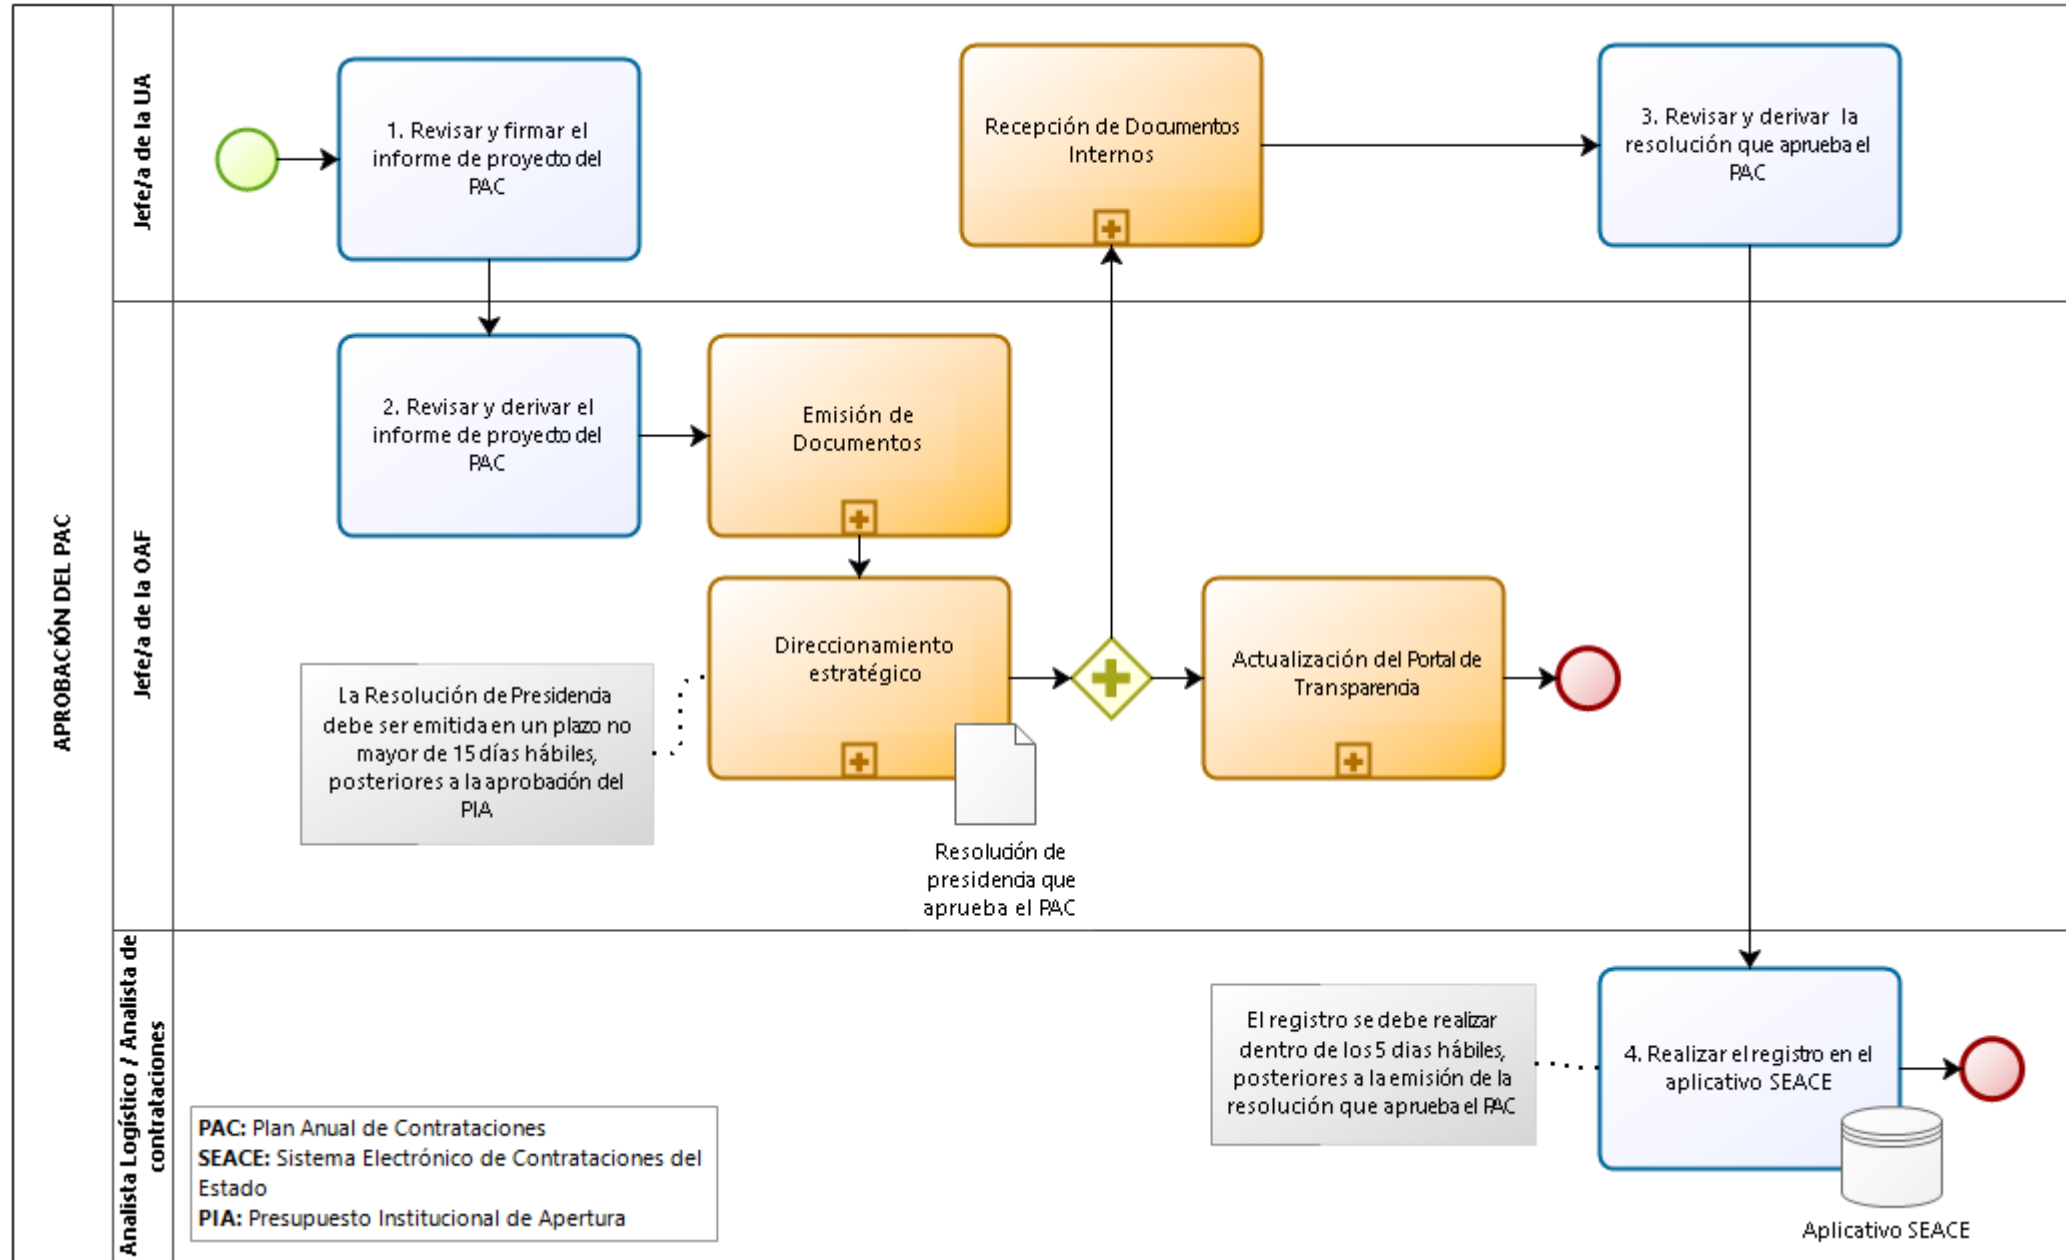 APROBACIÓN DEL PAC
Jefe/a de la UA
1. Revisar y firmar el
informe de proyecto del
PAC
Recepción de Documentos
Internos
3. Revisar y derivar la
resolución que aprueba el
PAC
Jefe/a de la OAF
2. Revisar y derivar el
informe de proyecto del
PAC
Emisión de
Documentos
Direccionamiento
estratégico
Actualización del Portal de
Transparencia
La Resolución de Presidencia
debe ser emitida en un plazo no
mayor de 15 días hábiles,
posteriores a la aprobación del
PIA
Resolución de
presidencia que
aprueba el PAC
Analista Logístico / Analista de
contrataciones
El registro se debe realizar
dentro de los 5 dias hábiles,
posteriores a la emisión de la
resolución que aprueba el PAC
4. Realizar el registro en el
aplicativo SEACE
Aplicativo SEACE
PAC: Plan Anual de Contrataciones
SEACE: Sistema Electrónico de Contrataciones del
Estado
PIA: Presupuesto Institucional de Apertura